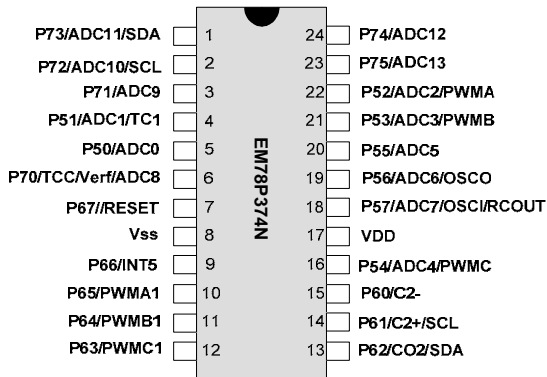 P73/ADC11/SDA 1 24 P74/ADC12
P72/ADC10/SCL 2 23 P75/ADC13
P71/ADC9 3 22 P52/ADC2/PWMA
P51/ADC1/TC1 4 21 P53/ADC3/PWMB
P50/ADC0 5 20 P55/ADC5
P70/TCC/Verf/ADC8 6 19 P56/ADC6/OSCO
P67//RESET 7 18 P57/ADC7/OSCI/RCOUT
Vss 8 17 VDD
P66/INT5 9 16 P54/ADC4/PWMC
P65/PWMA1 10 15 P60/C2-
P64/PWMB1 11 14 P61/C2+/SCL
P63/PWMC1 12 13 P62/CO2/SDA
EM78P374N